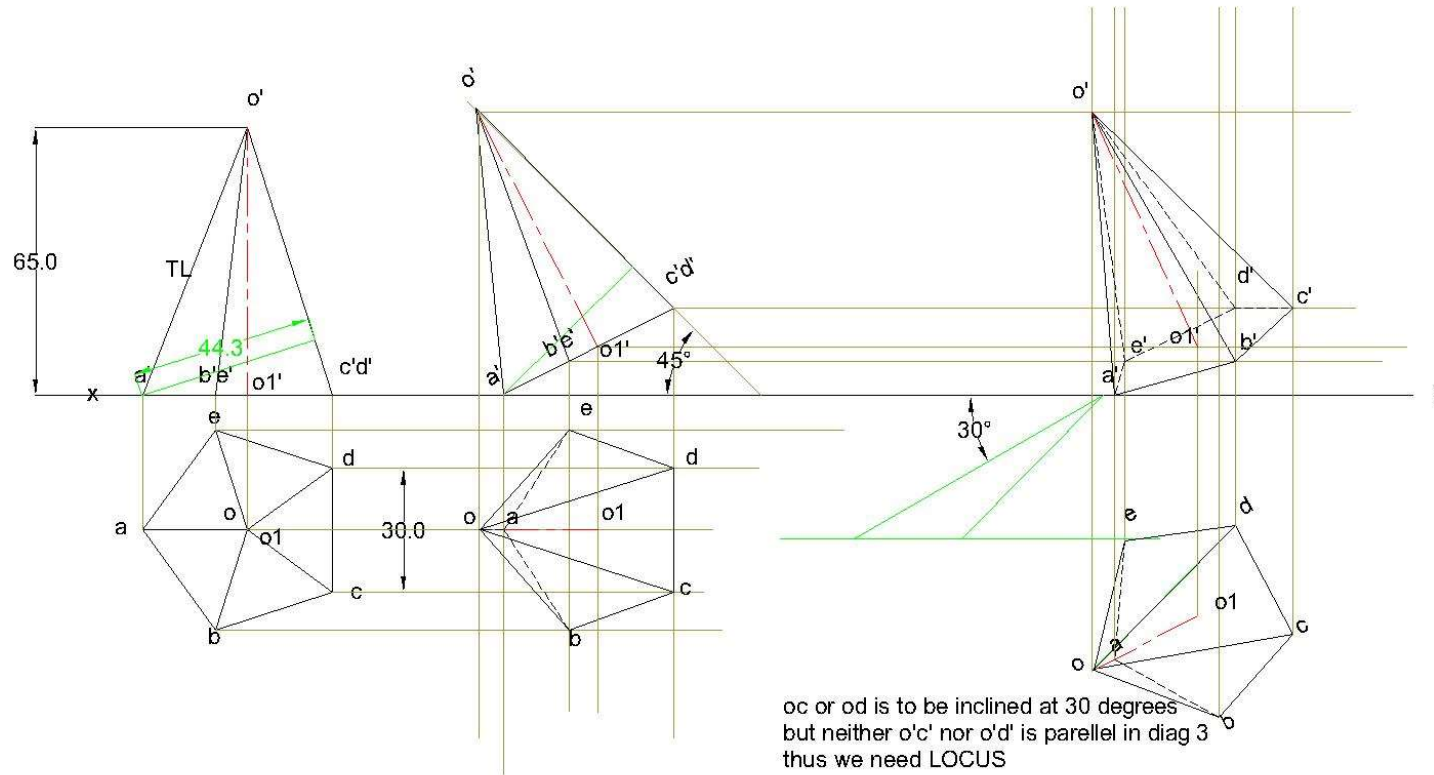 o'
65.0
TL
44.3
a'
b'e'
o1'
c'd'
x
e
d
a
o
o1
30.0
c
b
o'
c'd'
b'e'
o1'
45°
a'
e
d
o
a
o1
c
b
o'
d'
c'
e'
o1'
b'
a'
30°
e
d
o1
a
c
o
b
oc or od is to be inclined at 30 degrees
but neither o'c' nor o'd' is parellel in diag 3
thus we need LOCUS